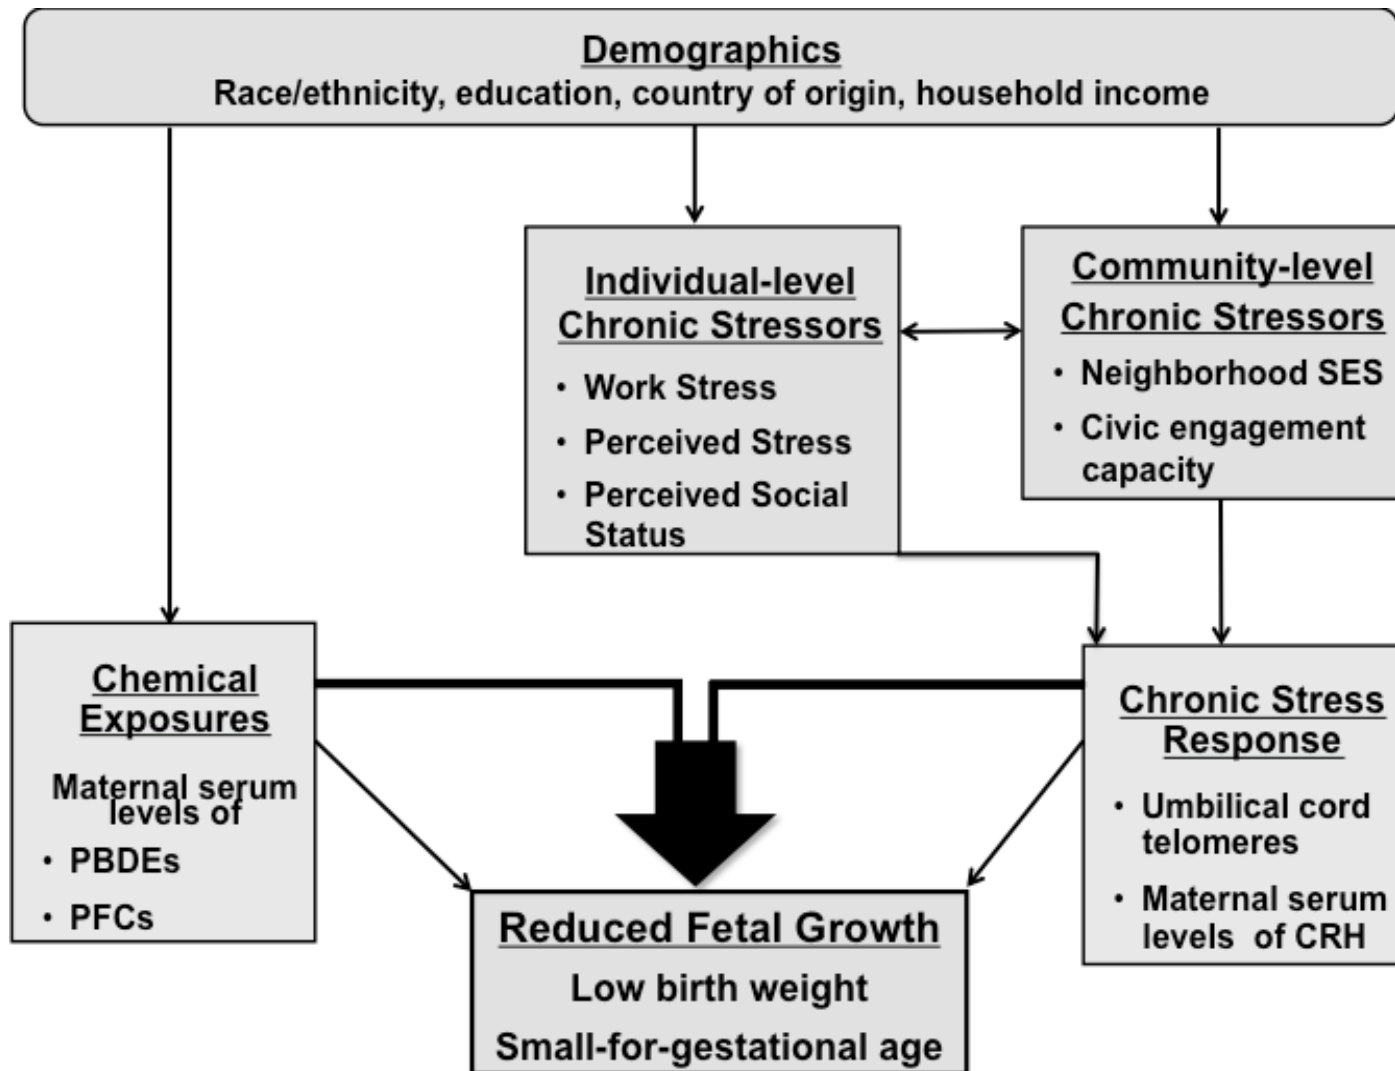 Demographics
Race/ethnicity, education, country of origin, household income
Individual-level
Chronic Stressors
• Work Stress
• Perceived Stress
• Perceived Social
Status
Community-level
Chronic Stressors
• Neighborhood SES
• Civic engagement
capacity
Chemical
Exposures
Maternal serum
levels of
• PBDEs
• PFCs
Chronic Stress
Response
• Umbilical cord
telomeres
• Maternal serum
levels of CRH
Reduced Fetal Growth
Low birth weight
Small-for-gestational age